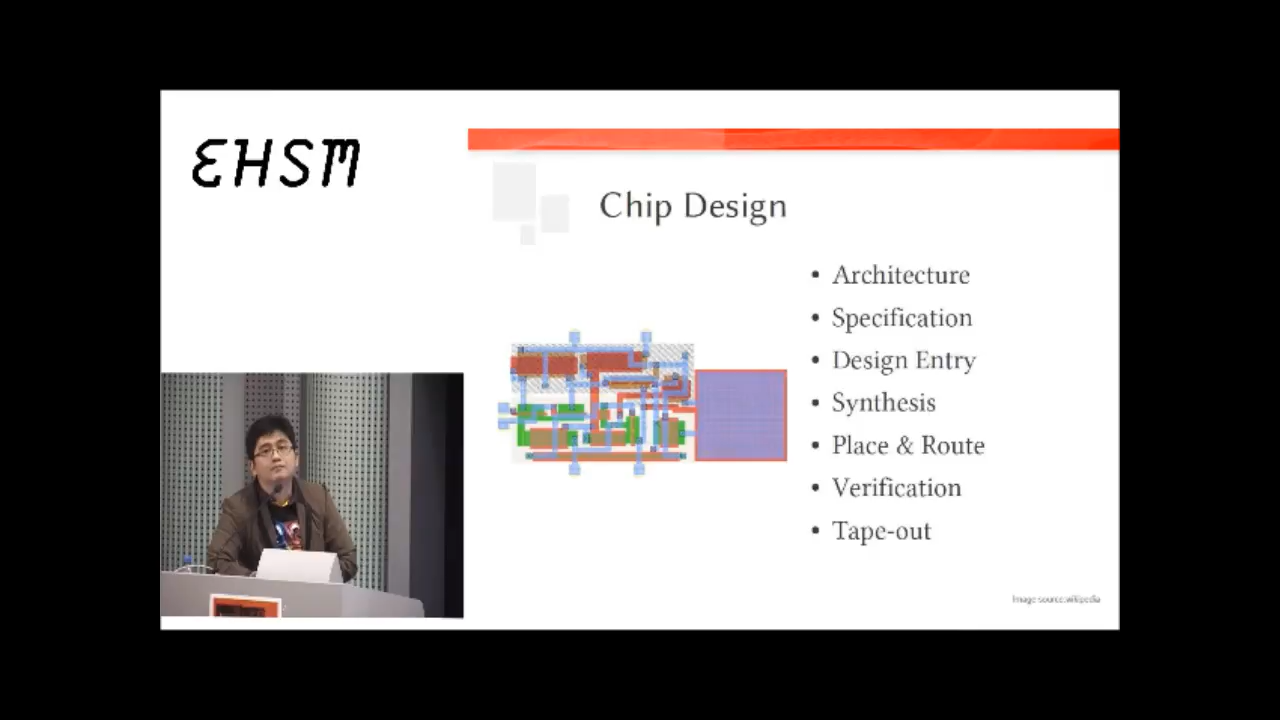 EHSM
Chip Design
• Architecture
• Specification
• Design Entry
• Synthesis
• Place & Route
• Verification
• Tape-out
Image source:wikipedia